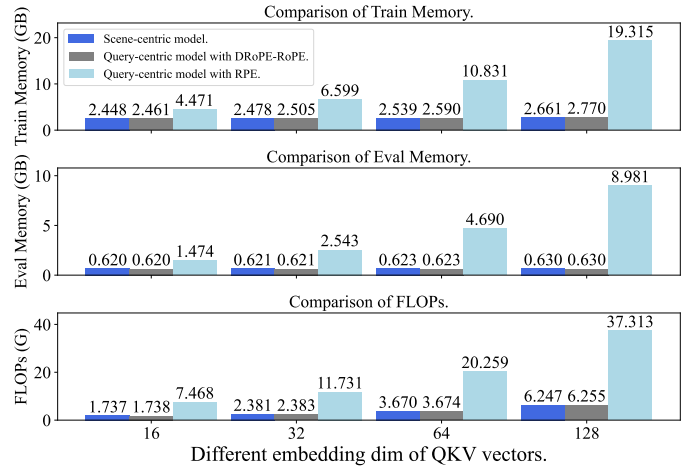 Comparison of Train Memory.
Train Memory (GB)
20
10
0
Scene-centric model.
Query-centric model with DRoPE-RoPE.
Query-centric model with RPE.
2.448 2.461 4.471 2.478 2.505 6.599 2.539 2.590 10.831 2.661 2.770 19.315
Comparison of Eval Memory.
Eval Memory (GB)
10
5
0
0.620 0.620 1.474 0.621 0.621 2.543 0.623 0.623 4.690 0.630 0.630 8.981
Comparison of FLOPs.
FLOPs (G)
40
20
0
1.737 1.738 7.468 2.381 2.383 11.731 3.670 3.674 20.259 6.247 6.255 37.313
16 32 64 128
Different embedding dim of QKV vectors.